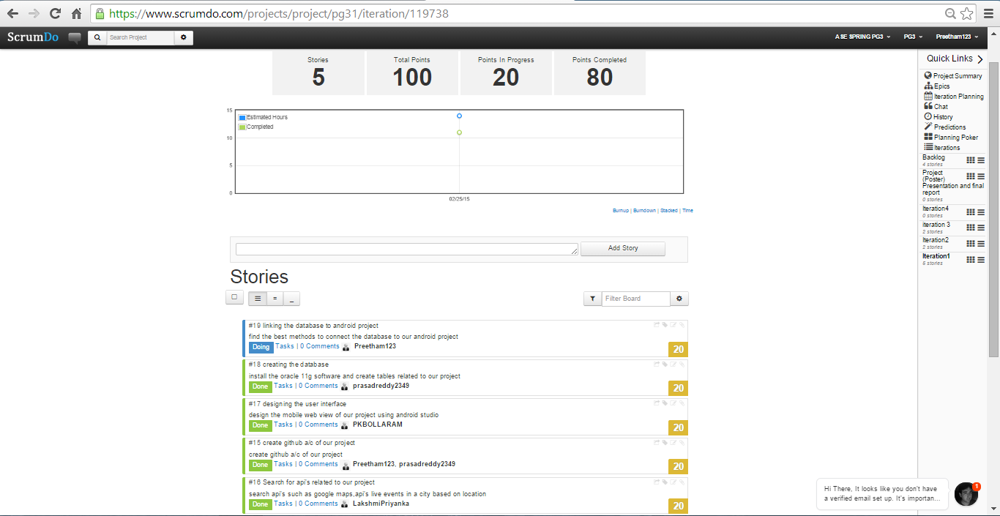 https://www.scrumdo.com/projects/project/pg31/iteration/119738
ScrumDo
Search Project
A SE SPRING PG3
PG3
Preetham123
Stories
5
Total Points
100
Points In Progress
20
Points Completed
80
15
10
5
0
Estimated Hours
Completed
02/25/15
Burnup | Burndown | Stacked | Time
Add Story
Stories
Filter Board
#19 linking the database to android project
find the best methods to connect the database to our android project
Doing Tasks | 0 Comments Preetham123
20
#18 creating the database
install the oracle 11g software and create tables related to our project
Done Tasks | 0 Comments prasadreddy2349
20
#17 designing the user interface
design the mobile web view of our project using android studio
Done Tasks | 0 Comments PKBOLLARAM
20
#15 create github a/c of our project
create github a/c of our project
Done Tasks | 0 Comments Preetham123, prasadreddy2349
20
#16 Search for api's related to our project
search api's such as google maps,api's live events in a city based on location
Done Tasks | 0 Comments LakshmiPriyanka
20
Quick Links
Project Summary
Epics
Iteration Planning
Chat
History
Predictions
Planning Poker
Iterations
Backlog
4 stories
Project
(Poster)
Presentation and final
report
0 stories
Iteration4
0 stories
iteration 3
2 stories
Iteration2
2 stories
Iteration1
5 stories
Hi There, It looks like you don't have
a verified email set up. It's importan...
1